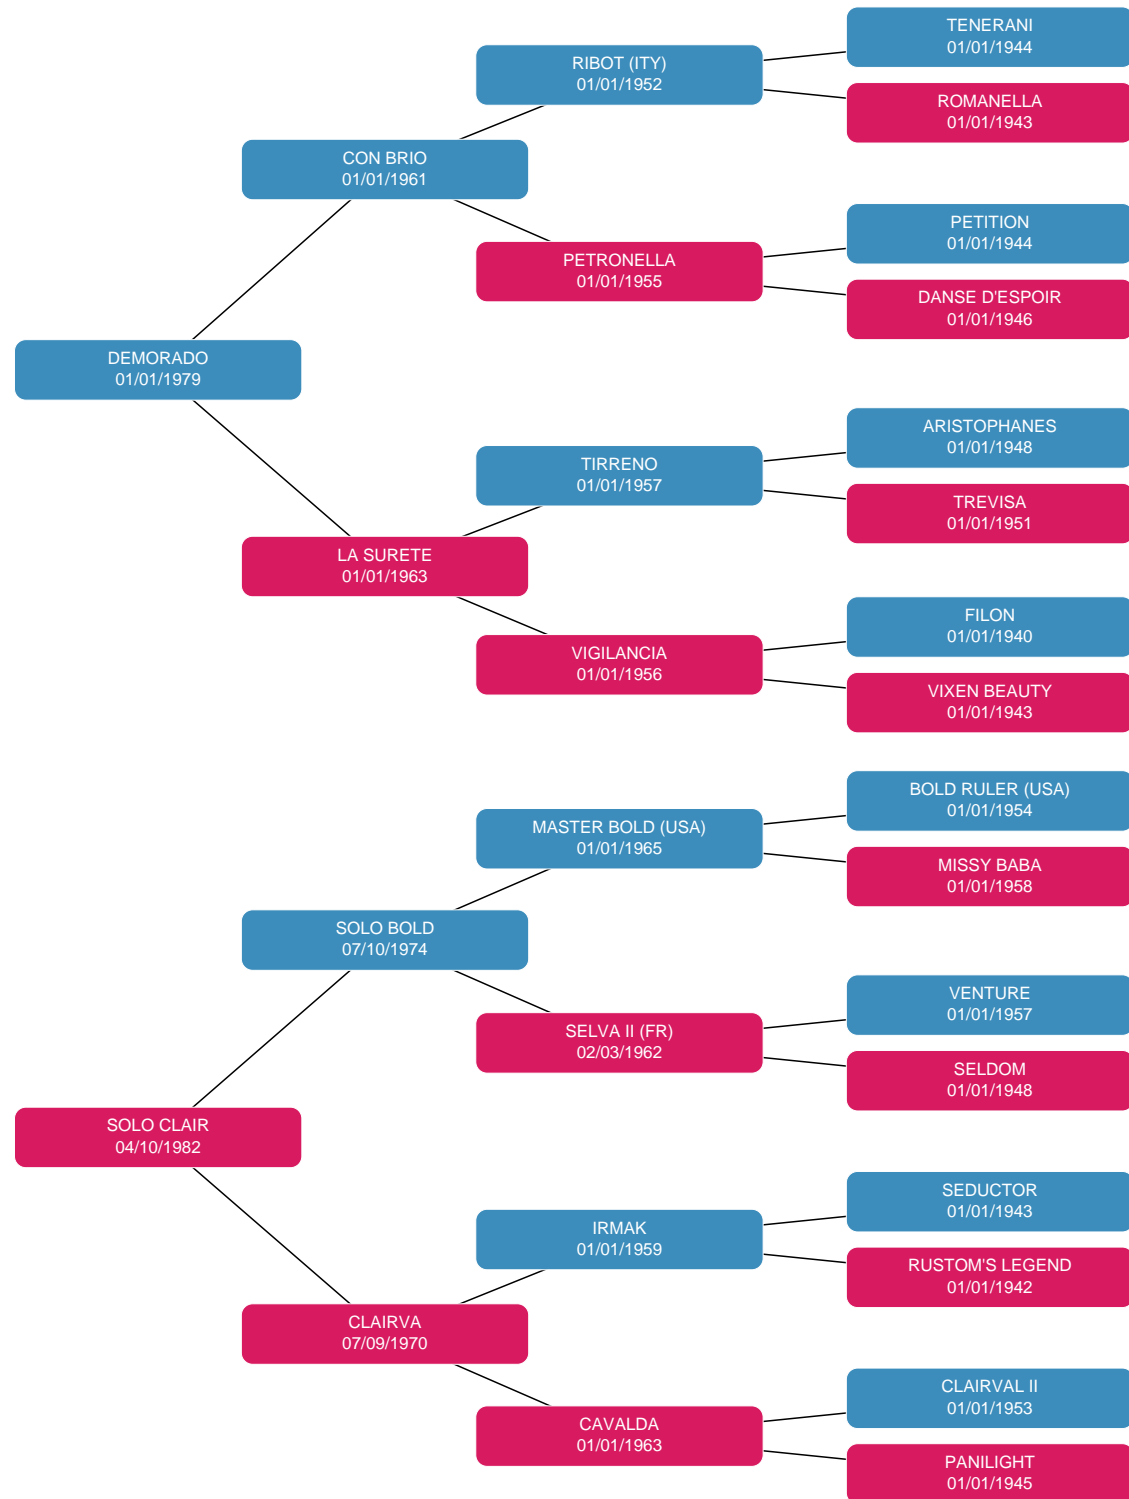 TENERANI
01/01/1944
RIBOT (ITY)
01/01/1952
ROMANELLA
01/01/1943
CON BRIO
01/01/1961
PETITION
01/01/1944
PETRONELLA
01/01/1955
DANSE D'ESPOIR
01/01/1946
DEMORADO
01/01/1979
ARISTOPHANES
01/01/1948
TIRRENO
01/01/1957
TREVISA
01/01/1951
LA SURETE
01/01/1963
FILON
01/01/1940
VIGILANCIA
01/01/1956
VIXEN BEAUTY
01/01/1943
BOLD RULER (USA)
01/01/1954
MASTER BOLD (USA)
01/01/1965
MISSY BABA
01/01/1958
SOLO BOLD
07/10/1974
VENTURE
01/01/1957
SELVA II (FR)
02/03/1962
SELDOM
01/01/1948
SOLO CLAIR
04/10/1982
SEDUCTOR
01/01/1943
IRMAK
01/01/1959
RUSTOM'S LEGEND
01/01/1942
CLAIRVA
07/09/1970
CLAIRVAL II
01/01/1953
CAVALDA
01/01/1963
PANILIGHT
01/01/1945